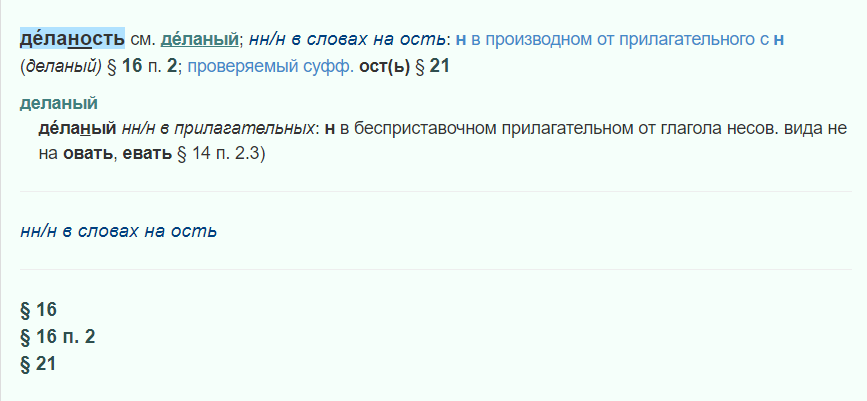 де́ланость см. де́ланый; нн/н в словах на ость: н в производном от прилагательного с н
(деланый) § 16 п. 2; проверяемый суфф. ост(ь) § 21
деланый
де́ланый нн/н в прилагательных: н в бесприставочном прилагательном от глагола несов. вида не
на овать, евать § 14 п. 2.3)
нн/н в словах на ость
§ 16
§ 16 п. 2
§ 21